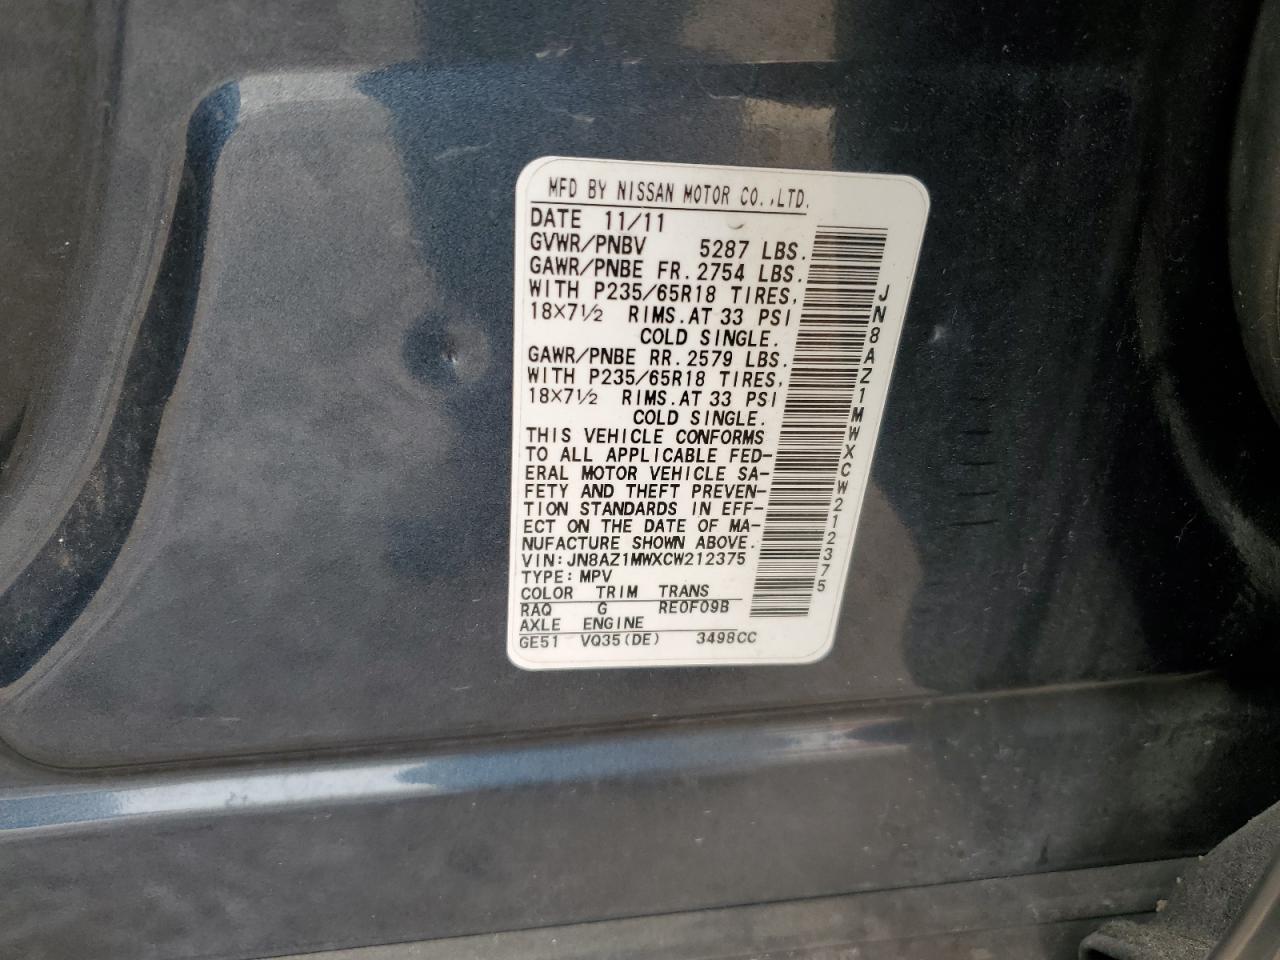 MFD BY NISSAN MOTOR CO.,LTD.
DATE 11/11
GVWR/PNBV 5287 LBS.
GAWR/PNBE FR. 2754 LBS.
WITH P235/65R18 TIRES,
18×7½ RIMS. AT 33 PSI
COLD SINGLE.
GAWR/PNBE RR. 2579 LBS.
WITH P235/65R18 TIRES,
18×7½ RIMS. AT 33 PSI
COLD SINGLE.
THIS VEHICLE CONFORMS
TO ALL APPLICABLE FED-
ERAL MOTOR VEHICLE SA-
FETY AND THEFT PREVEN-
TION STANDARDS IN EFF-
ECT ON THE DATE OF MA-
NUFACTURE SHOWN ABOVE.
VIN: JN8AZ1MWXCW212375
TYPE: MPV
COLOR TRIM TRANS
RAQ G RE0F09B
AXLE ENGINE
GE51 VQ35(DE) 3498CC
JN8AZ1MWXCW212375